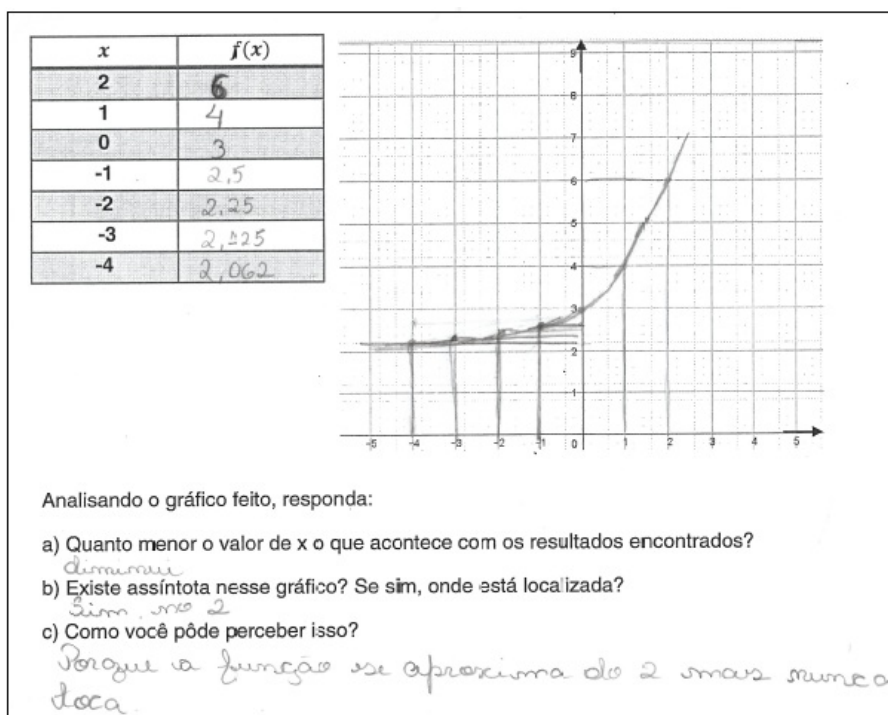 x f(x)
2 6
1 4
0 3
-1 2,5
-2 2,25
-3 2,125
-4 2,062
9
8
7
6
5
4
3
2
1
-5 -4 -3 -2 -1 0 1 2 3 4 5
Analisando o gráfico feito, responda:
a) Quanto menor o valor de x o que acontece com os resultados encontrados?
diminui
b) Existe assíntota nesse gráfico? Se sim, onde está localizada?
Sim, no 2
c) Como você pôde perceber isso?
Porque a função se aproxima do 2 mas nunca
toca